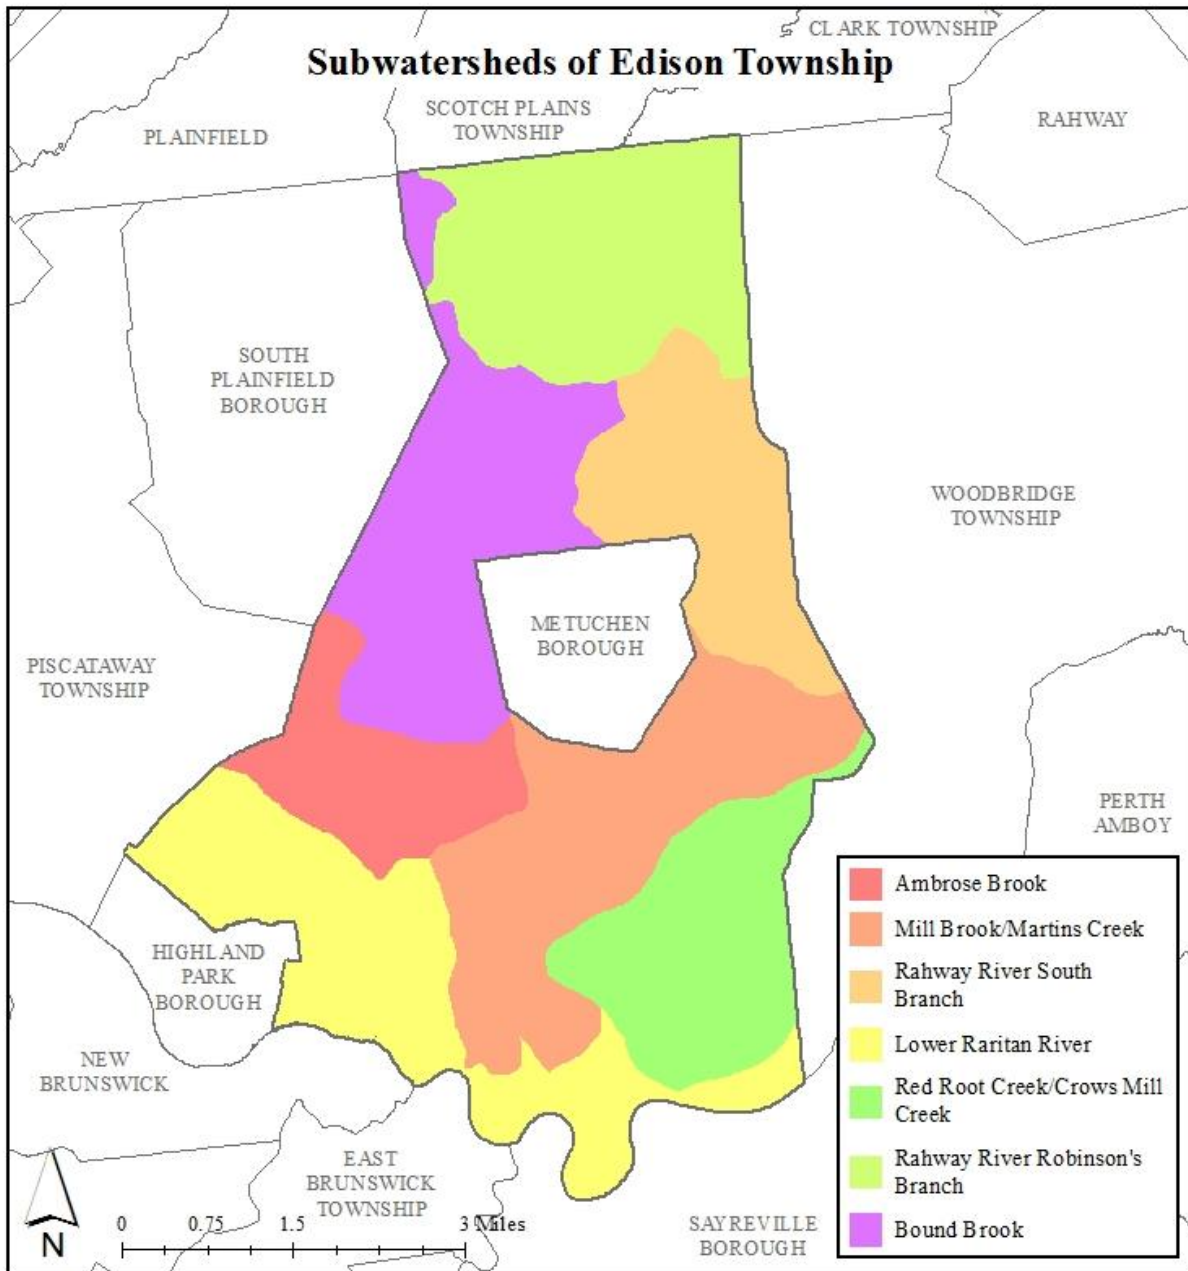 CLARK TOWNSHIP
Subwatersheds of Edison Township
SCOTCH PLAINS
TOWNSHIP
PLAINFIELD
RAHWAY
SOUTH
PLAINFIELD
BOROUGH
WOODBRIDGE
TOWNSHIP
METUCHEN
BOROUGH
PISCATAWAY
TOWNSHIP
PERTH
AMBOY
HIGHLAND
PARK
BOROUGH
NEW
BRUNSWICK
EAST
BRUNSWICK
TOWNSHIP
SAYREVILLE
BOROUGH
Ambrose Brook
Mill Brook/Martins Creek
Rahway River South
Branch
Lower Raritan River
Red Root Creek/Crows Mill
Creek
Rahway River Robinson's
Branch
Bound Brook
N
0 0.75 1.5 3 Miles